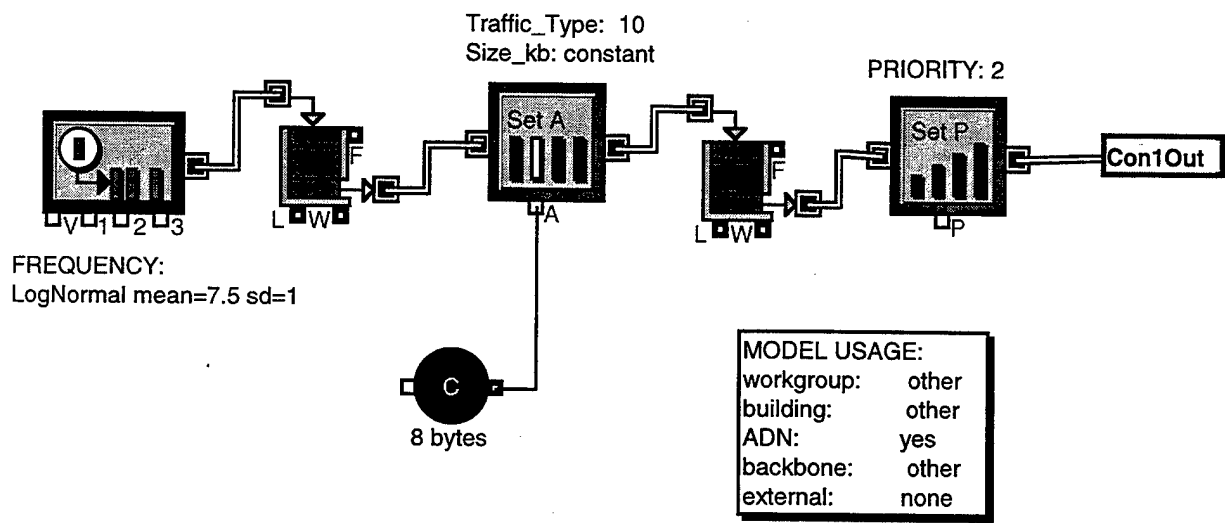 Traffic_Type: 10
Size_kb: constant
PRIORITY: 2
Set A
Set P
F
F
Con1Out
V 1 2 3
L W
A
L W
P
FREQUENCY:
LogNormal mean=7.5 sd=1
C
8 bytes
MODEL USAGE:
workgroup: other
building: other
ADN: yes
backbone: other
external: none